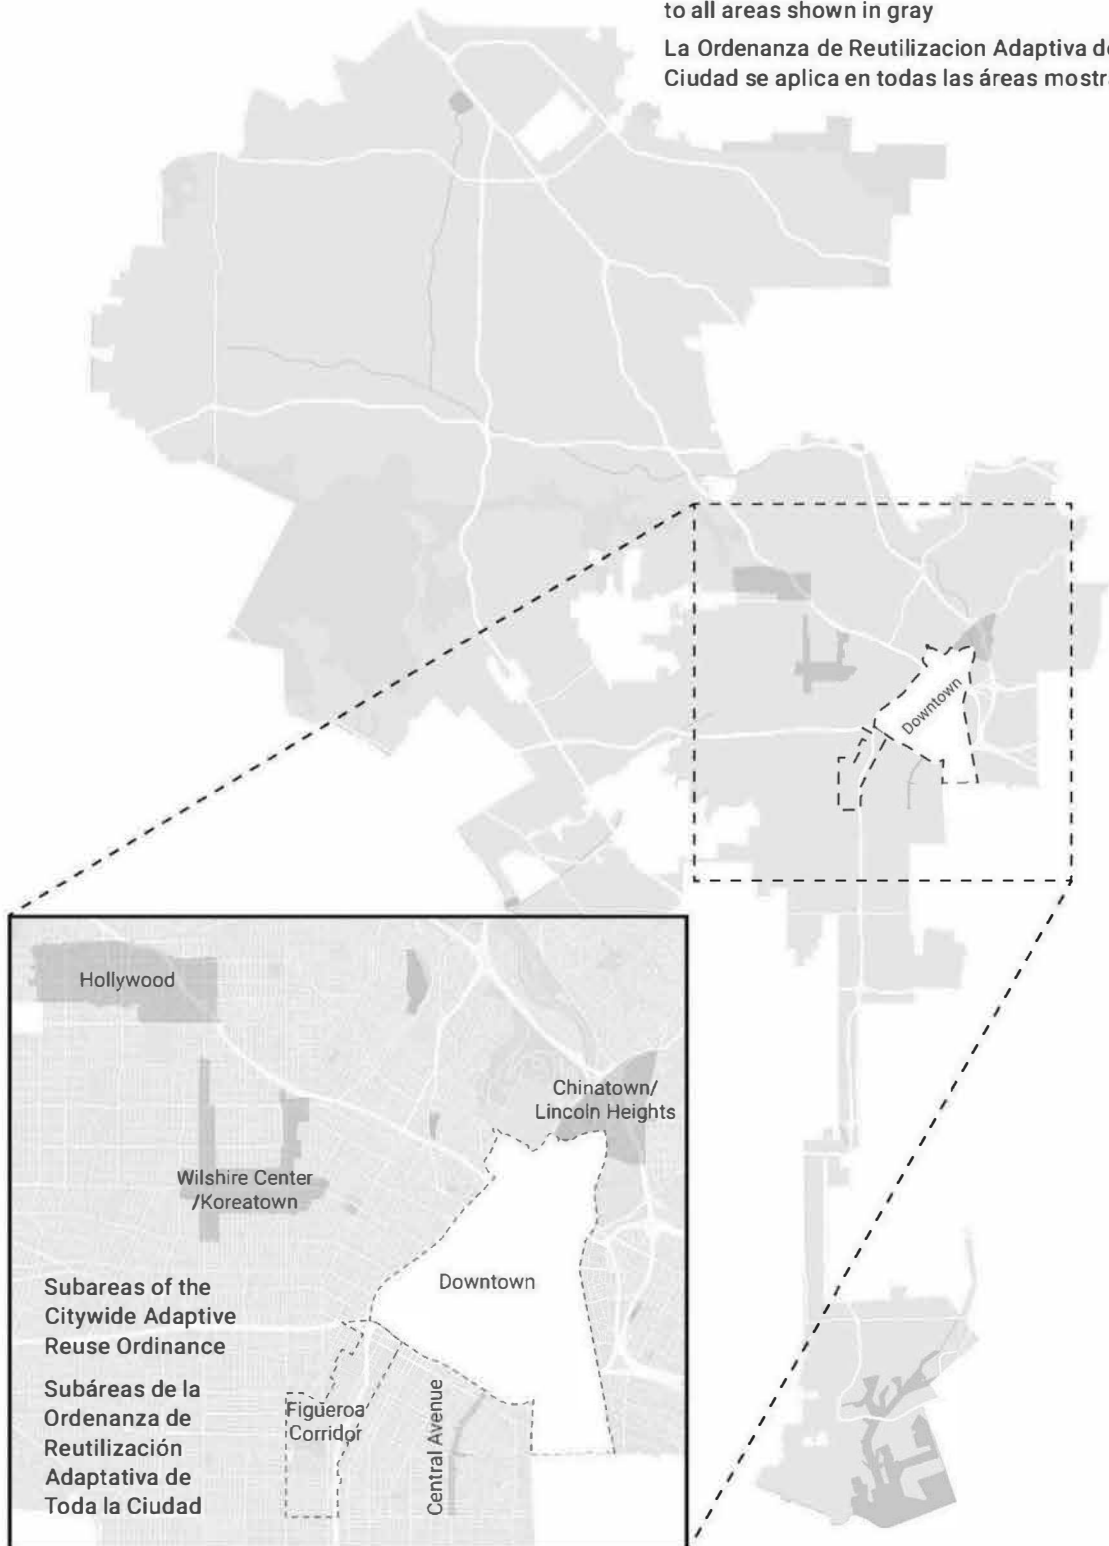 to all areas shown in gray
La Ordenanza de Reutilizacion Adaptiva de
Ciudad se aplica en todas las áreas mostra
Downtown
Hollywood
Chinatown/
Lincoln Heights
Wilshire Center
/Koreatown
Downtown
Subareas of the
Citywide Adaptive
Reuse Ordinance
Subáreas de la
Ordenanza de
Reutilización
Adaptativa de
Toda la Ciudad
Figueroa
Corridor
Central Avenue